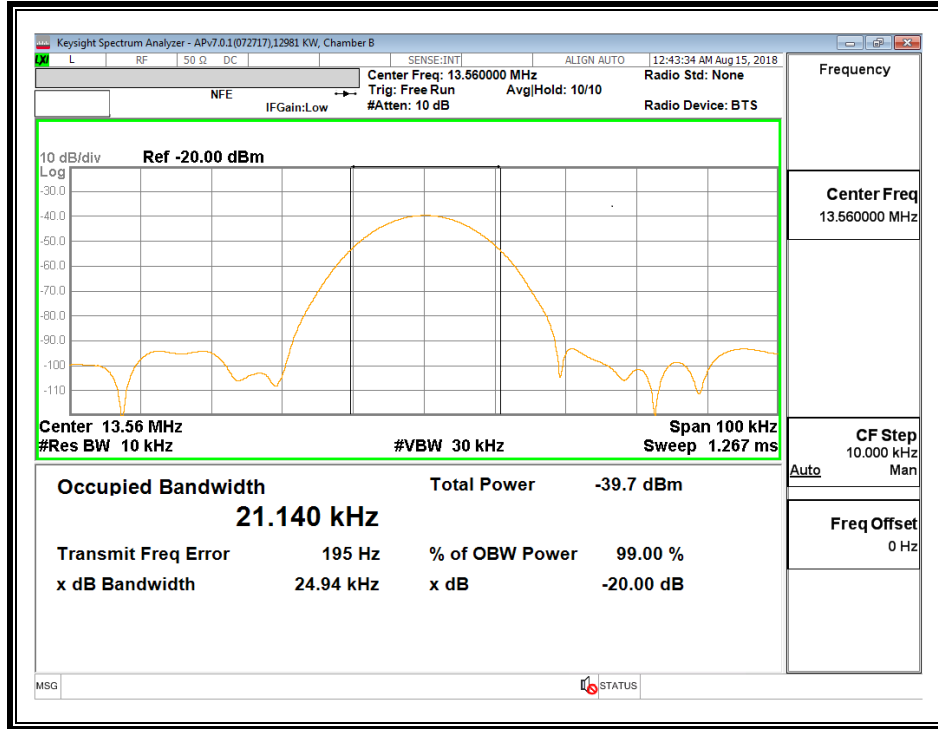 Keysight Spectrum Analyzer - APv7.0.1(072717),12981 KW, Chamber B
LXI L RF 50 Ω DC SENSE:INT ALIGN AUTO 12:43:34 AM Aug 15, 2018
Center Freq: 13.560000 MHz Radio Std: None
NFE Trig: Free Run Avg|Hold: 10/10
IFGain:Low #Atten: 10 dB Radio Device: BTS
10 dB/div Ref -20.00 dBm
Log
-30.0
-40.0
-50.0
-60.0
-70.0
-80.0
-90.0
-100
-110
Center 13.56 MHz Span 100 kHz
#Res BW 10 kHz #VBW 30 kHz Sweep 1.267 ms
Occupied Bandwidth Total Power -39.7 dBm
21.140 kHz
Transmit Freq Error 195 Hz % of OBW Power 99.00 %
x dB Bandwidth 24.94 kHz x dB -20.00 dB
MSG STATUS
Frequency
Center Freq
13.560000 MHz
CF Step
10.000 kHz
Auto Man
Freq Offset
0 Hz